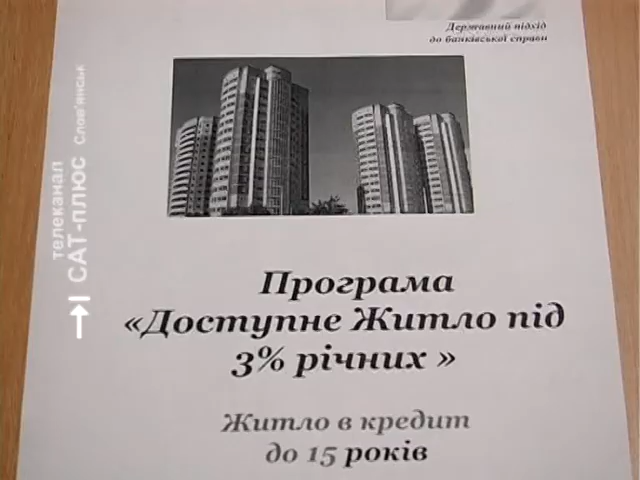 Державний підхід
до банківської справи
телеканал
САТ-плюс Слов'янськ
Програма
«Доступне Житло під
3% річних »
Житло в кредит
до 15 років